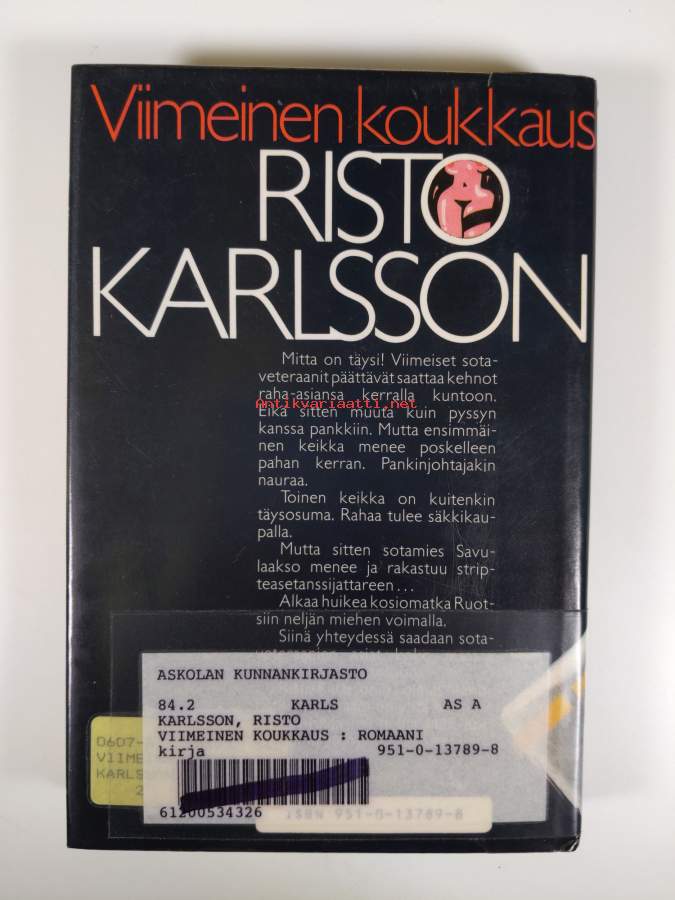 Viimeinen koukkaus
RISTO
KARLSSON
Mitta on täysi! Viimeiset sota-
veteraanit päättävät saattaa kehnot
raha-asiansa kerralla kuntoon.
Antikvariaatti.net
Eikä sitten muuta kuin pyssyn
kanssa pankkiin. Mutta ensimmäi-
nen keikka menee poskelleen
pahan kerran. Pankinjohtajakin
nauraa.
Toinen keikka on kuitenkin
täysosuma. Rahaa tulee säkkikau-
palla.
Mutta sitten sotamies Savu-
laakso menee ja rakastuu strip-
teasetanssijattareen...
Alkaa huikea kosiomatka Ruot-
siin neljän miehen voimalla.
Siinä yhteydessä saadaan sota-
ASKOLAN KUNNANKIRJASTO
84.2 KARLS AS A
KARLSSON, RISTO
VIIMEINEN KOUKKAUS : ROMAANI
kirja 951-0-13789-8
61200534326
0607-
VIIME
KARLS
2
ISBN 951-0-13789-8